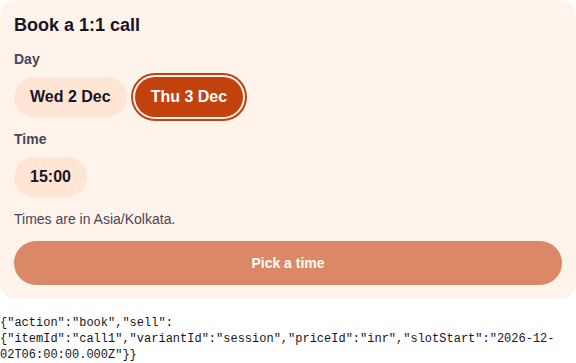 Book a 1:1 call
Day
Wed 2 Dec Thu 3 Dec
Time
15:00
Times are in Asia/Kolkata.
Pick a time
{"action":"book","sell":
{"itemId":"call1","variantId":"session","priceId":"inr","slotStart":"2026-12-
02T06:00:00.000Z"}}